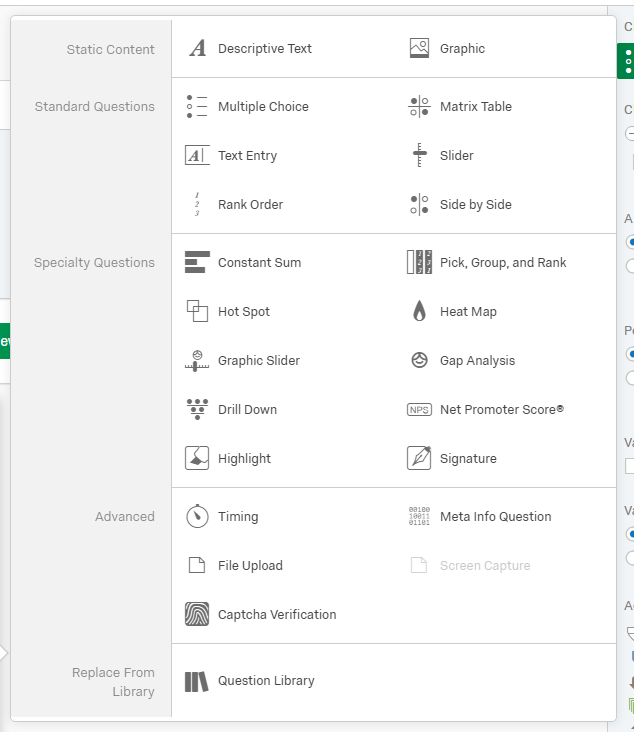 Static Content
Descriptive Text
Graphic
Standard Questions
Multiple Choice
Matrix Table
Text Entry
Slider
Rank Order
Side by Side
Specialty Questions
Constant Sum
Pick, Group, and Rank
Hot Spot
Heat Map
Graphic Slider
Gap Analysis
Drill Down
NPS Net Promoter Score®
Highlight
Signature
Advanced
Timing
Meta Info Question
File Upload
Screen Capture
Captcha Verification
Replace From
Library
Question Library